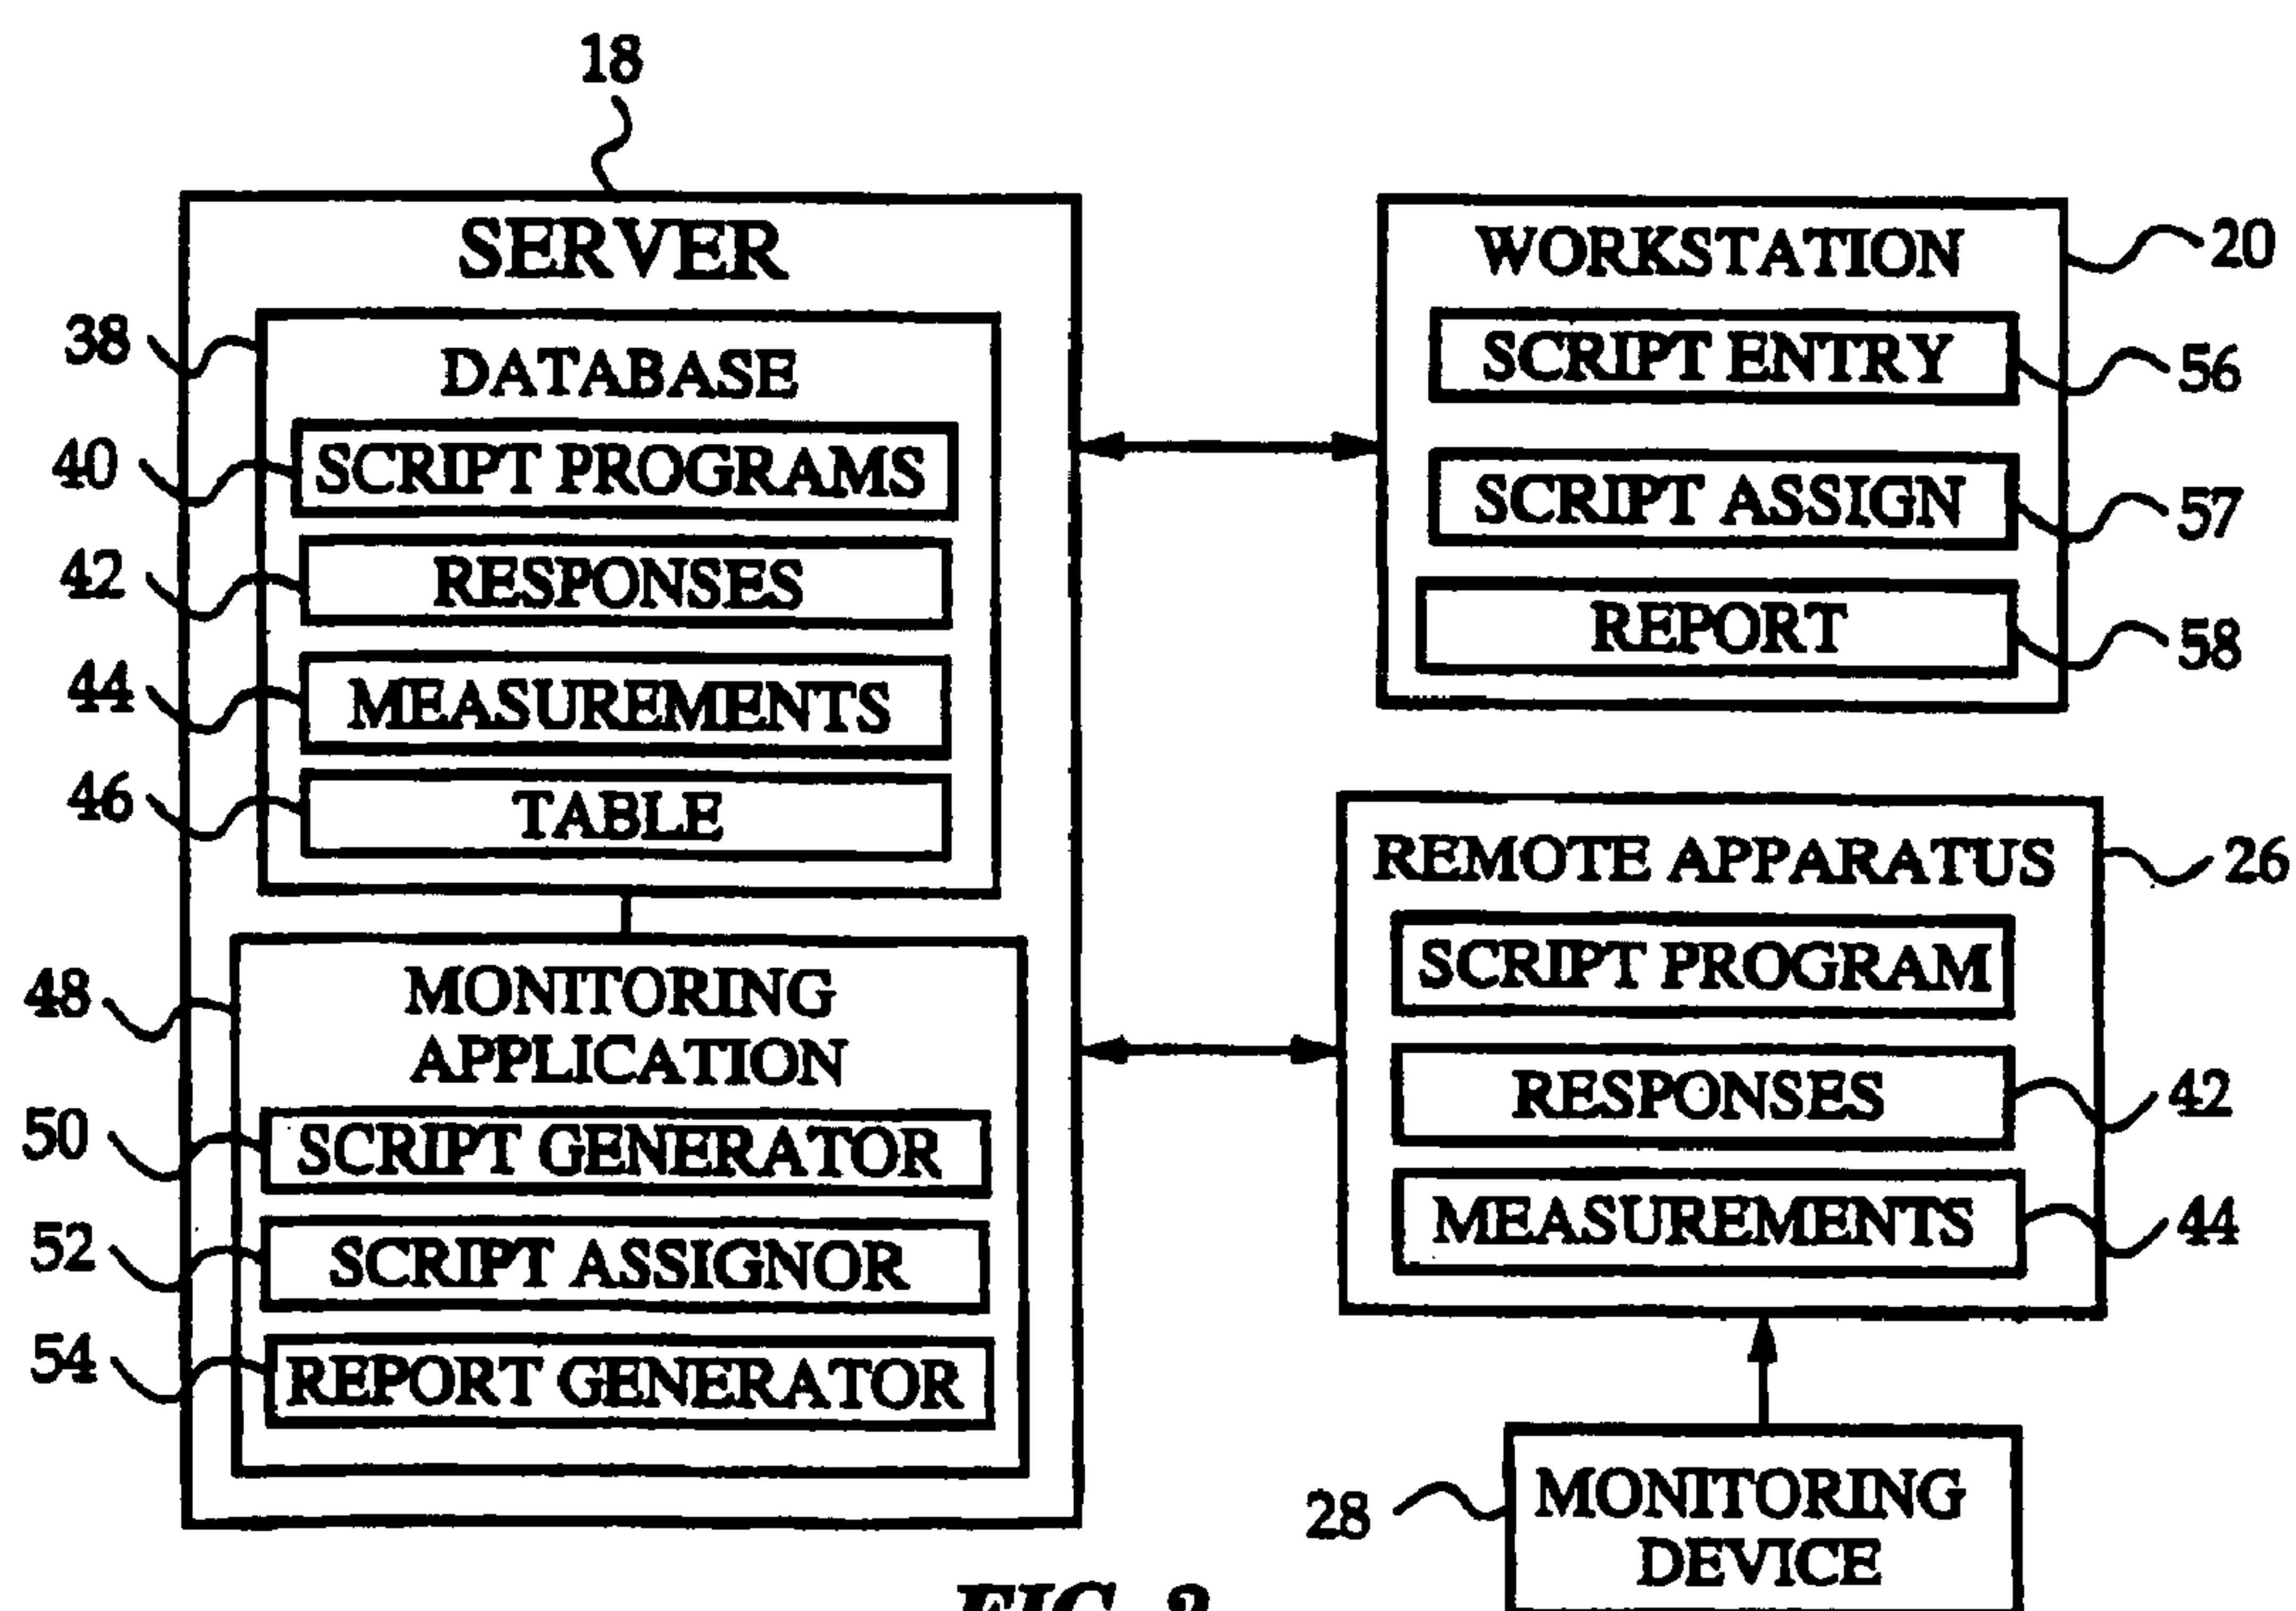 18
SERVER
38
DATABASE
40
SCRIPT PROGRAMS
42
RESPONSES
44
MEASUREMENTS
46
TABLE
48
MONITORING
APPLICATION
50
SCRIPT GENERATOR
52
SCRIPT ASSIGNOR
54
REPORT GENERATOR
WORKSTATION
20
SCRIPT ENTRY
56
SCRIPT ASSIGN
57
REPORT
58
REMOTE APPARATUS
26
SCRIPT PROGRAM
RESPONSES
42
MEASUREMENTS
44
28
MONITORING
DEVICE